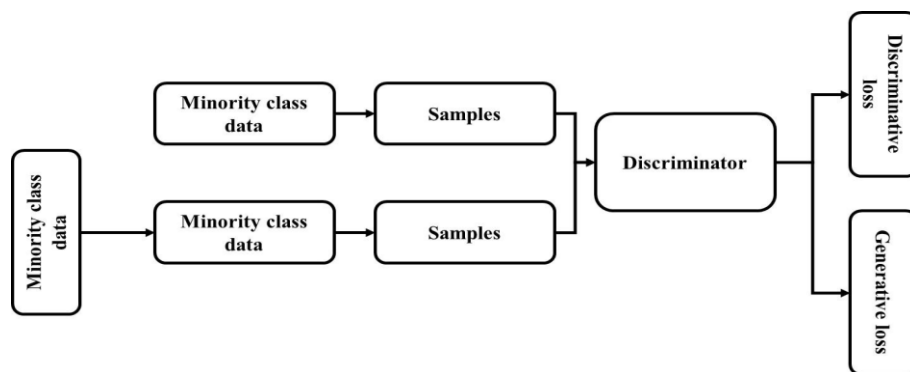 Minority class
data
Minority class
data
Samples
Minority class
data
Samples
Discriminator
Discriminative
loss
Generative loss